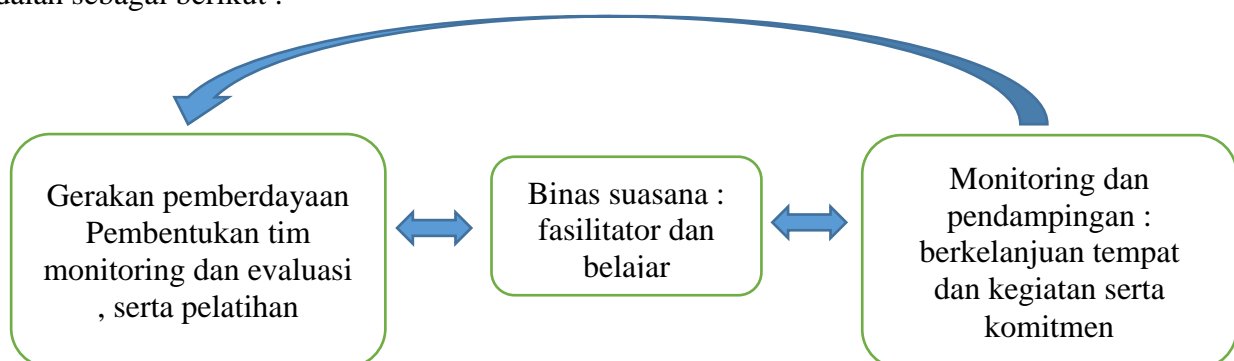 dalah sebagai berikut :
Gerakan pemberdayaan
Pembentukan tim
monitoring dan evaluasi
, serta pelatihan
Binas suasana :
fasilitator dan
belajar
Monitoring dan
pendampingan :
berkelanjuan tempat
dan kegiatan serta
komitmen